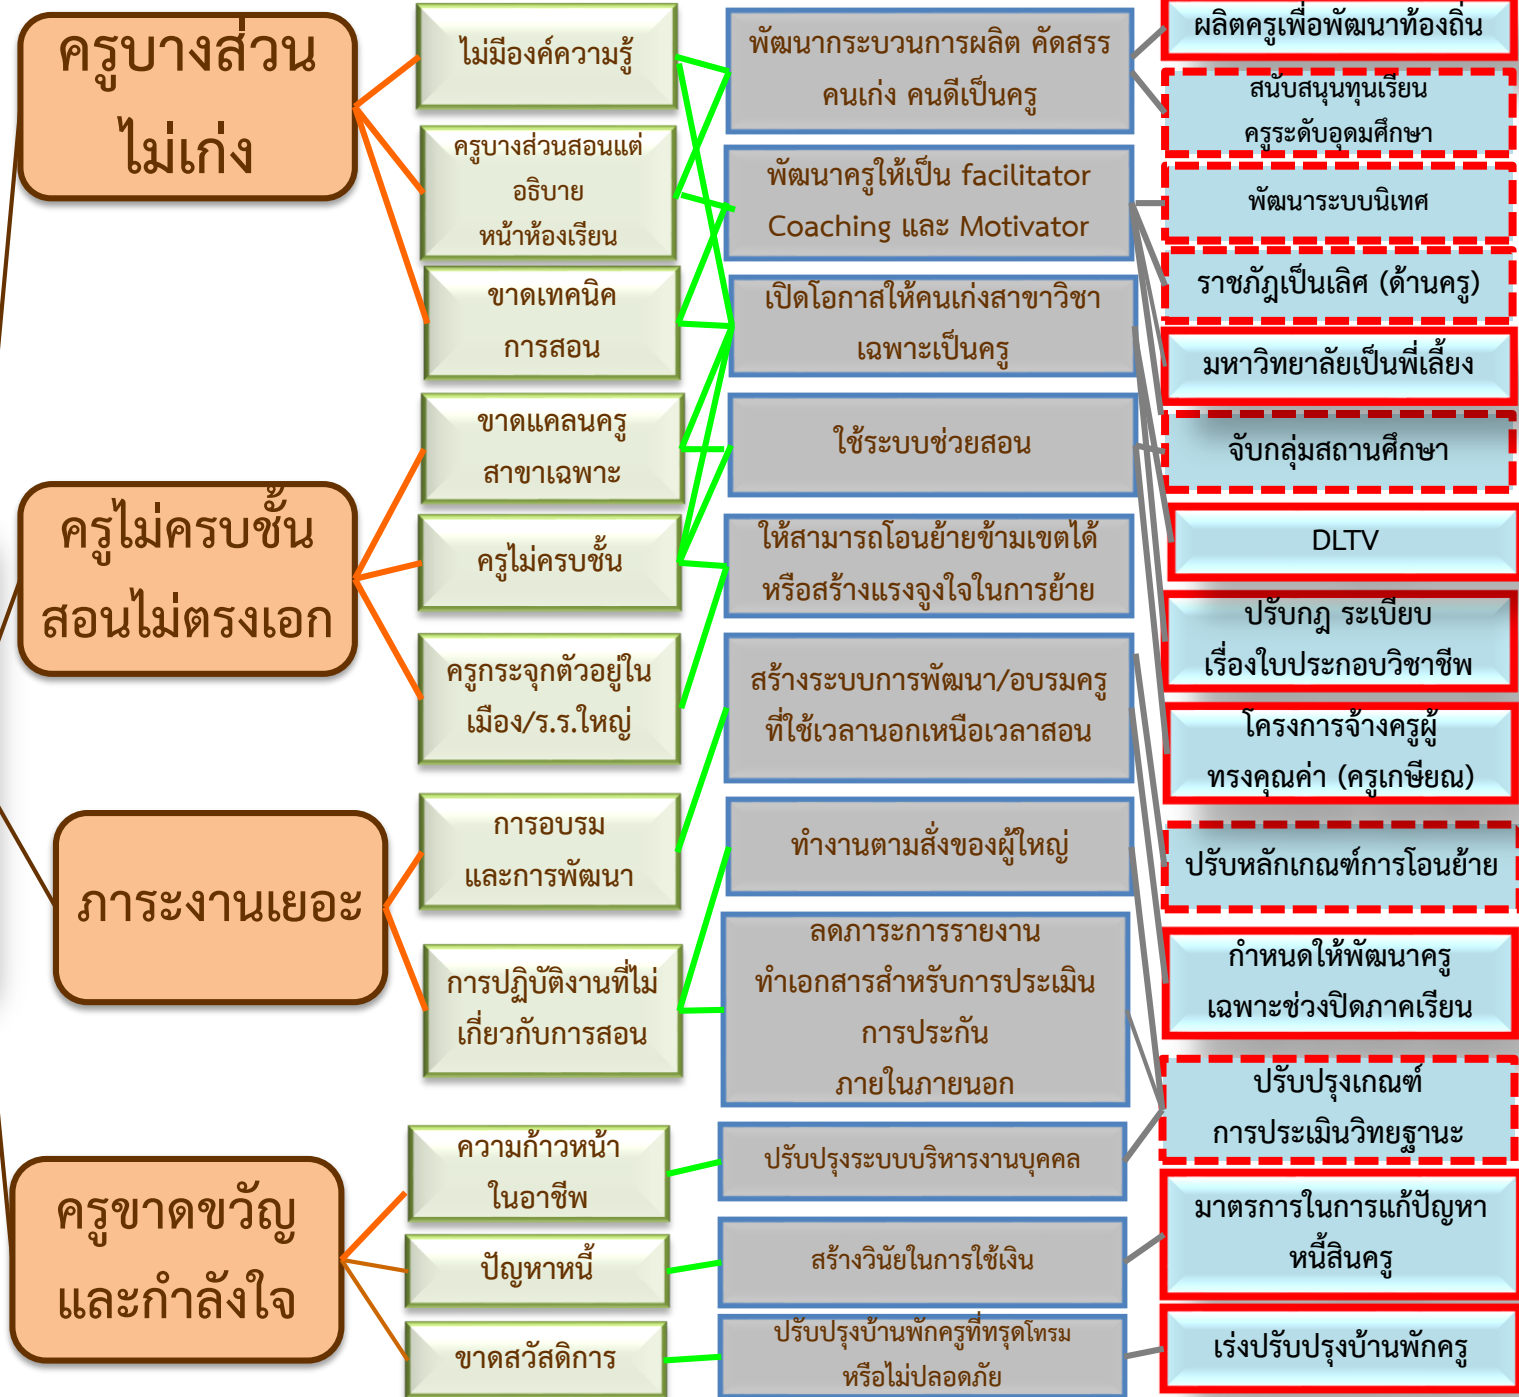 ครูบางส่วน
ไม่เก่ง
ครูไม่ครบชั้น
สอนไม่ตรงเอก
ภาระงานเยอะ
ครูขาดขวัญ
และกำลังใจ
ไม่มีองค์ความรู้
ครูบางส่วนสอนแต่
อธิบาย
หน้าห้องเรียน
ขาดเทคนิค
การสอน
ขาดแคลนครู
สาขาเฉพาะ
ครูไม่ครบชั้น
ครูกระจุกตัวอยู่ใน
เมือง/ร.ร.ใหญ่
การอบรม
และการพัฒนา
การปฏิบัติงานที่ไม่
เกี่ยวกับการสอน
ความก้าวหน้า
ในอาชีพ
ปัญหาหนี้
ขาดสวัสดิการ
พัฒนากระบวนการผลิต คัดสรร
คนเก่ง คนดีเป็นครู
พัฒนาครูให้เป็น facilitator
Coaching และ Motivator
เปิดโอกาสให้คนเก่งสาขาวิชา
เฉพาะเป็นครู
ใช้ระบบช่วยสอน
ให้สามารถโอนย้ายข้ามเขตได้
หรือสร้างแรงจูงใจในการย้าย
สร้างระบบการพัฒนา/อบรมครู
ที่ใช้เวลานอกเหนือเวลาสอน
ทำงานตามสั่งของผู้ใหญ่
ลดภาระการรายงาน
ทำเอกสารสำหรับการประเมิน
การประกัน
ภายในภายนอก
ปรับปรุงระบบบริหารงานบุคคล
สร้างวินัยในการใช้เงิน
ปรับปรุงบ้านพักครูที่ทรุดโทรม
หรือไม่ปลอดภัย
ผลิตครูเพื่อพัฒนาท้องถิ่น
สนับสนุนทุนเรียน
ครูระดับอุดมศึกษา
พัฒนาระบบนิเทศ
ราชภัฎเป็นเลิศ (ด้านครู)
มหาวิทยาลัยเป็นพี่เลี้ยง
จับกลุ่มสถานศึกษา
DLTV
ปรับกฎ ระเบียบ
เรื่องใบประกอบวิชาชีพ
โครงการจ้างครูผู้
ทรงคุณค่า (ครูเกษียณ)
ปรับหลักเกณฑ์การโอนย้าย
กำหนดให้พัฒนาครู
เฉพาะช่วงปิดภาคเรียน
ปรับปรุงเกณฑ์
การประเมินวิทยฐานะ
มาตรการในการแก้ปัญหา
หนี้สินครู
เร่งปรับปรุงบ้านพักครู